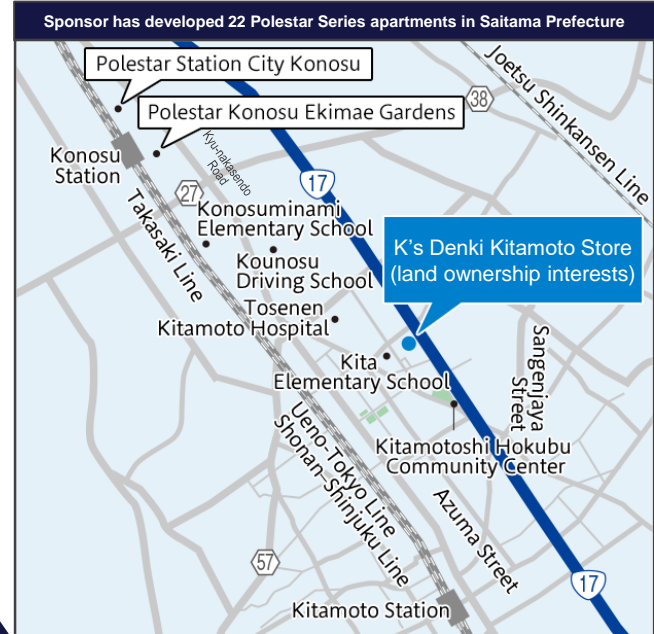 Sponsor has developed 22 Polestar Series apartments in Saitama Prefecture
Polestar Station City Konosu
Joetsu Shinkansen Line
38
Polestar Konosu Ekimae Gardens
Konosu
Station
Kyu-nakasendo
Road
17
27
Takasaki Line
Konosuminami
Elementary School
K's Denki Kitamoto Store
(land ownership interests)
Kounosu
Driving School
Tosenen
Kitamoto Hospital
Sangenjaya
Street
Kita
Elementary School
Kitamotoshi Hokubu
Community Center
Ueno-Tokyo Line
Shonan-Shinjuku Line
Azuma Street
57
17
Kitamoto Station